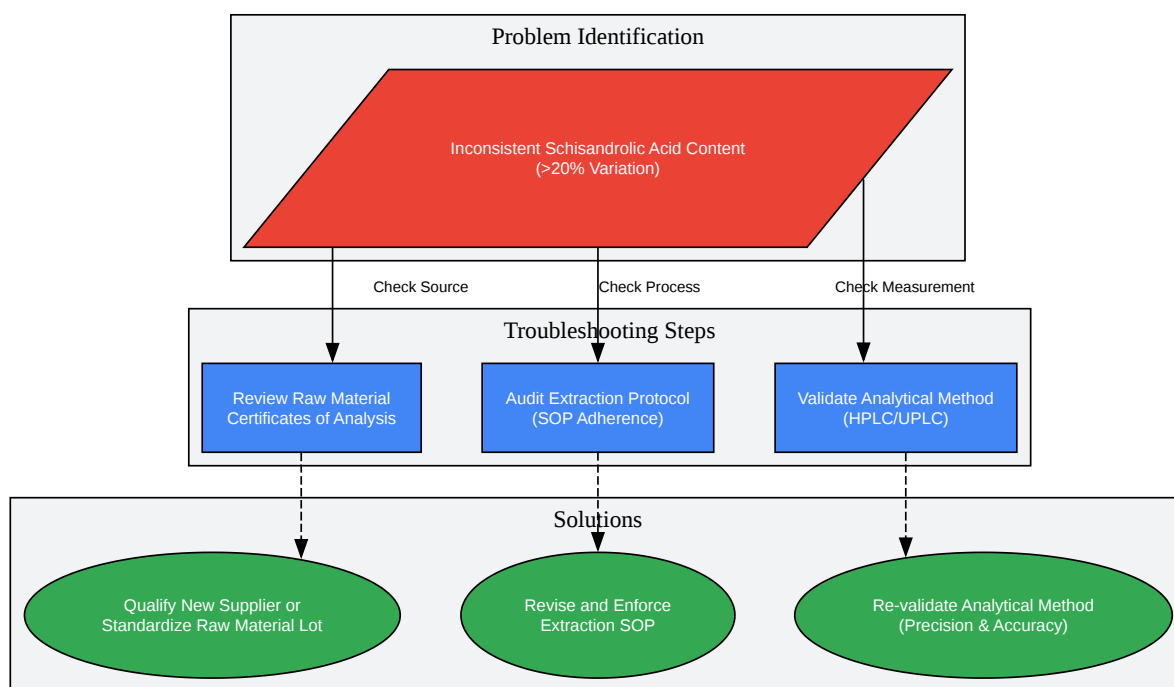 Problem Identification
Inconsistent Schisandrolic Acid Content
(>20% Variation)
Check Source
Check Process
Check Measurement
Troubleshooting Steps
Review Raw Material
Certificates of Analysis
Audit Extraction Protocol
(SOP Adherence)
Validate Analytical Method
(HPLC/UPLC)
Solutions
Qualify New Supplier or
Standardize Raw Material Lot
Revise and Enforce
Extraction SOP
Re-validate Analytical Method
(Precision & Accuracy)